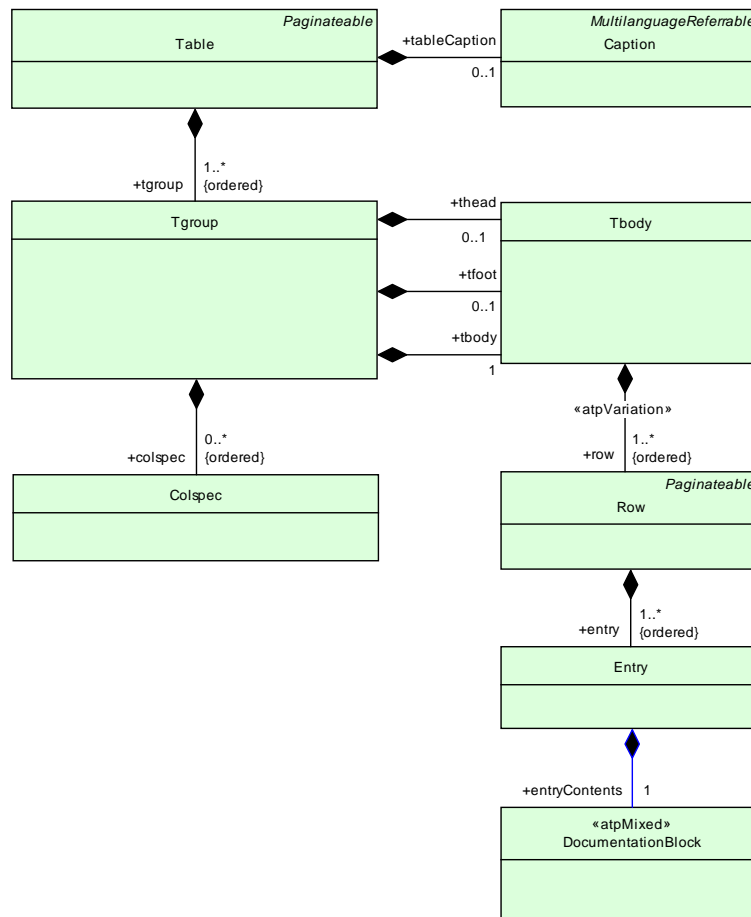 Paginateable
Table
+tableCaption
0..1
MultilanguageReferrable
Caption
1..*
+tgroup
{ordered}
Tgroup
+thead
0..1
+tfoot
0..1
+tbody
1
Tbody
«atpVariation»
0..*
+colspec
{ordered}
1..*
+row
{ordered}
Colspec
Paginateable
Row
1..*
+entry
{ordered}
Entry
+entryContents
1
«atpMixed»
DocumentationBlock